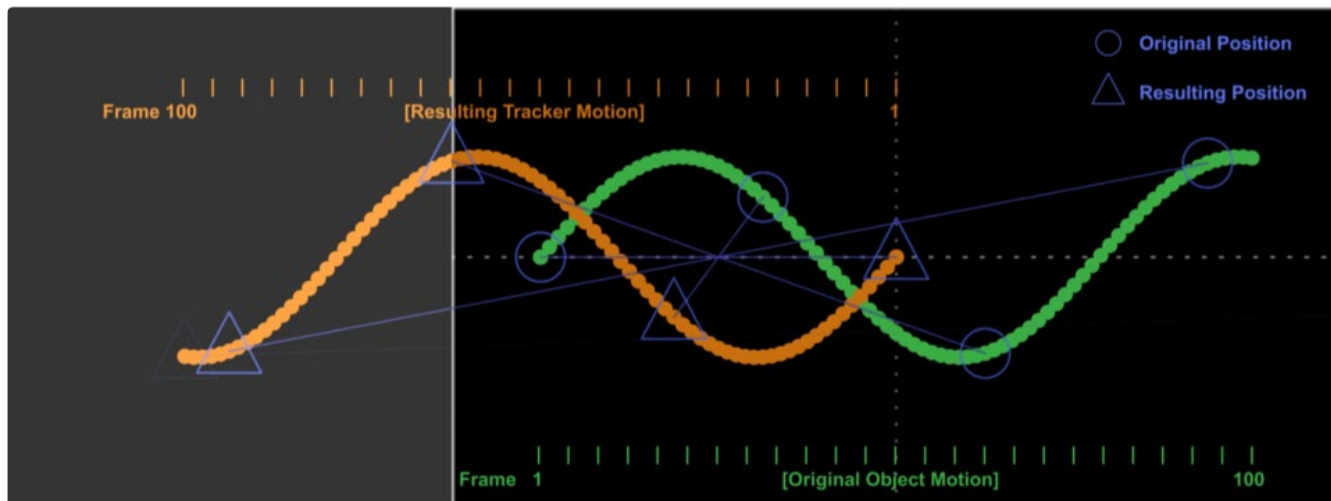 Original Position
Resulting Position
Frame 100 [Resulting Tracker Motion] 1
Frame 1 [Original Object Motion] 100